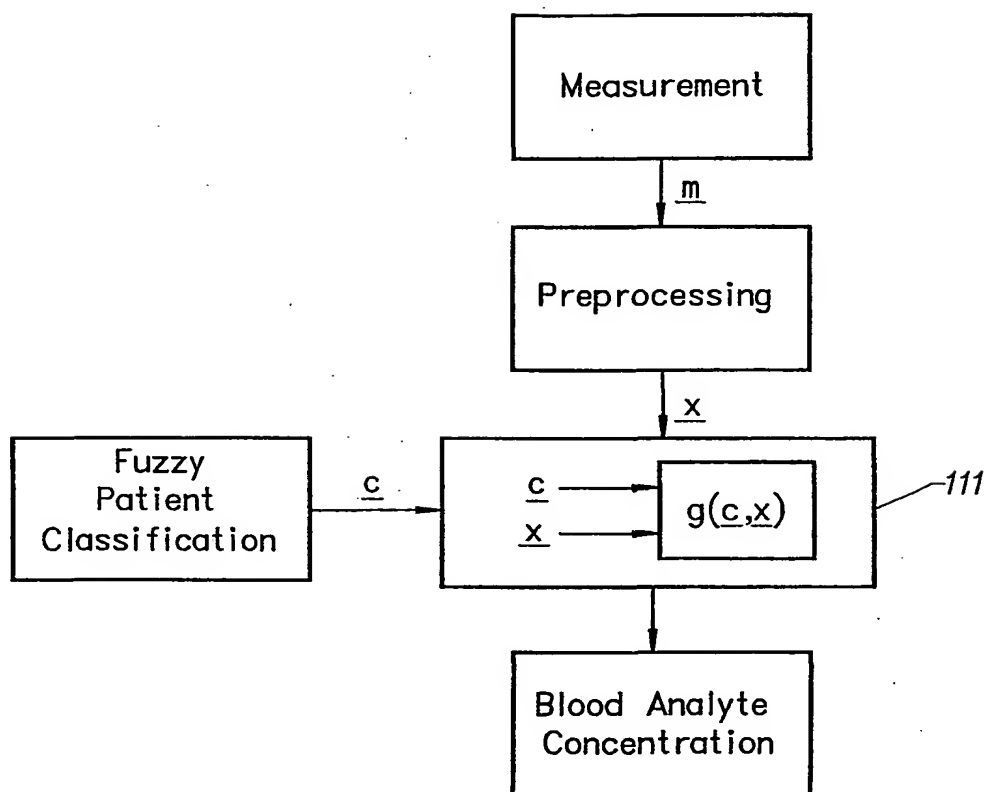 Measurement
m
Preprocessing
x
Fuzzy
Patient
Classification
c
c
x
g(c,x)
111
Blood Analyte
Concentration